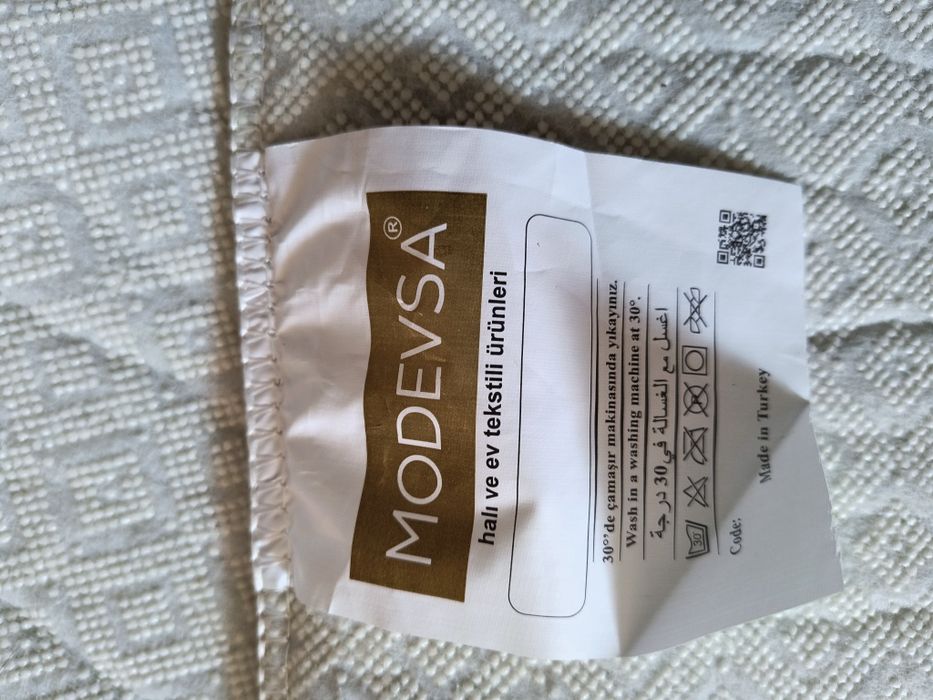 MODEVSA®
halı ve ev tekstili ürünleri
30°'de çamaşır makinasında yıkayınız.
Wash in a washing machine at 30°.
اغسل مع الغسالة في 30 درجة
30°
Code:
Made in Turkey